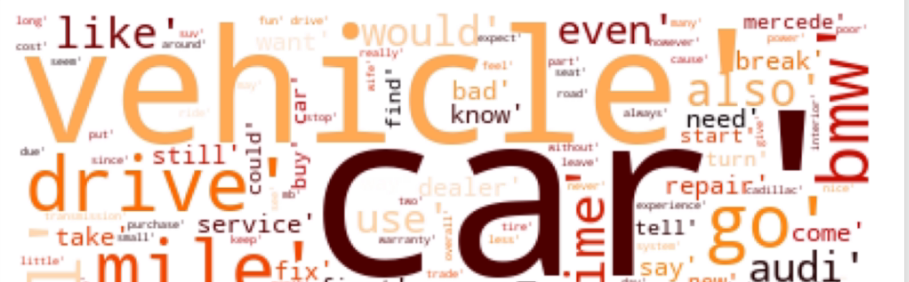 long'
fun' drive'
like'
suv'
want'
would'
expect'
even'
many'
mercede'
poor'
cost'
around'
however'
power'
seem'
really'
vehicle'
part'
cause'
break'
bmw
wife'
feel'
seat'
bad'
also'
may'
find'
road'
car'
stop'
know'
always'
need'
ride'
put'
start'
give'
interior'
due'
since'
still'
could'
buy'
without'
leave'
turn'
car'
drive'
mb'
dealer'
never'
repair'
cadillac'
nice'
two'
experience'
transmission'
purchase'
service'
use'
tire'
tell'
go'
come'
take'
small'
keep'
warranty'
overall'
less'
system'
little'
mile'
fix'
trade'
say'
audi'